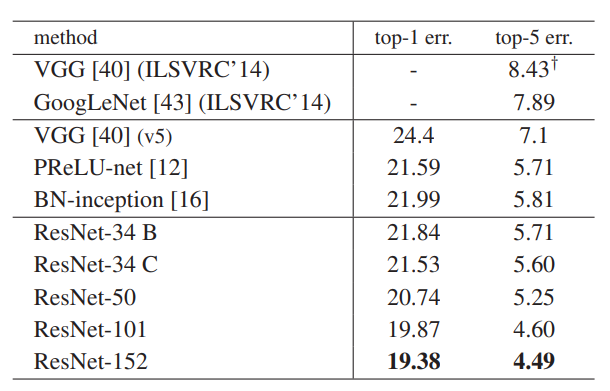 method top-1 err. top-5 err.
VGG [40] (ILSVRC’14) - 8.43†
GoogLeNet [43] (ILSVRC’14) - 7.89
VGG [40] (v5) 24.4 7.1
PReLU-net [12] 21.59 5.71
BN-inception [16] 21.99 5.81
ResNet-34 B 21.84 5.71
ResNet-34 C 21.53 5.60
ResNet-50 20.74 5.25
ResNet-101 19.87 4.60
ResNet-152 19.38 4.49